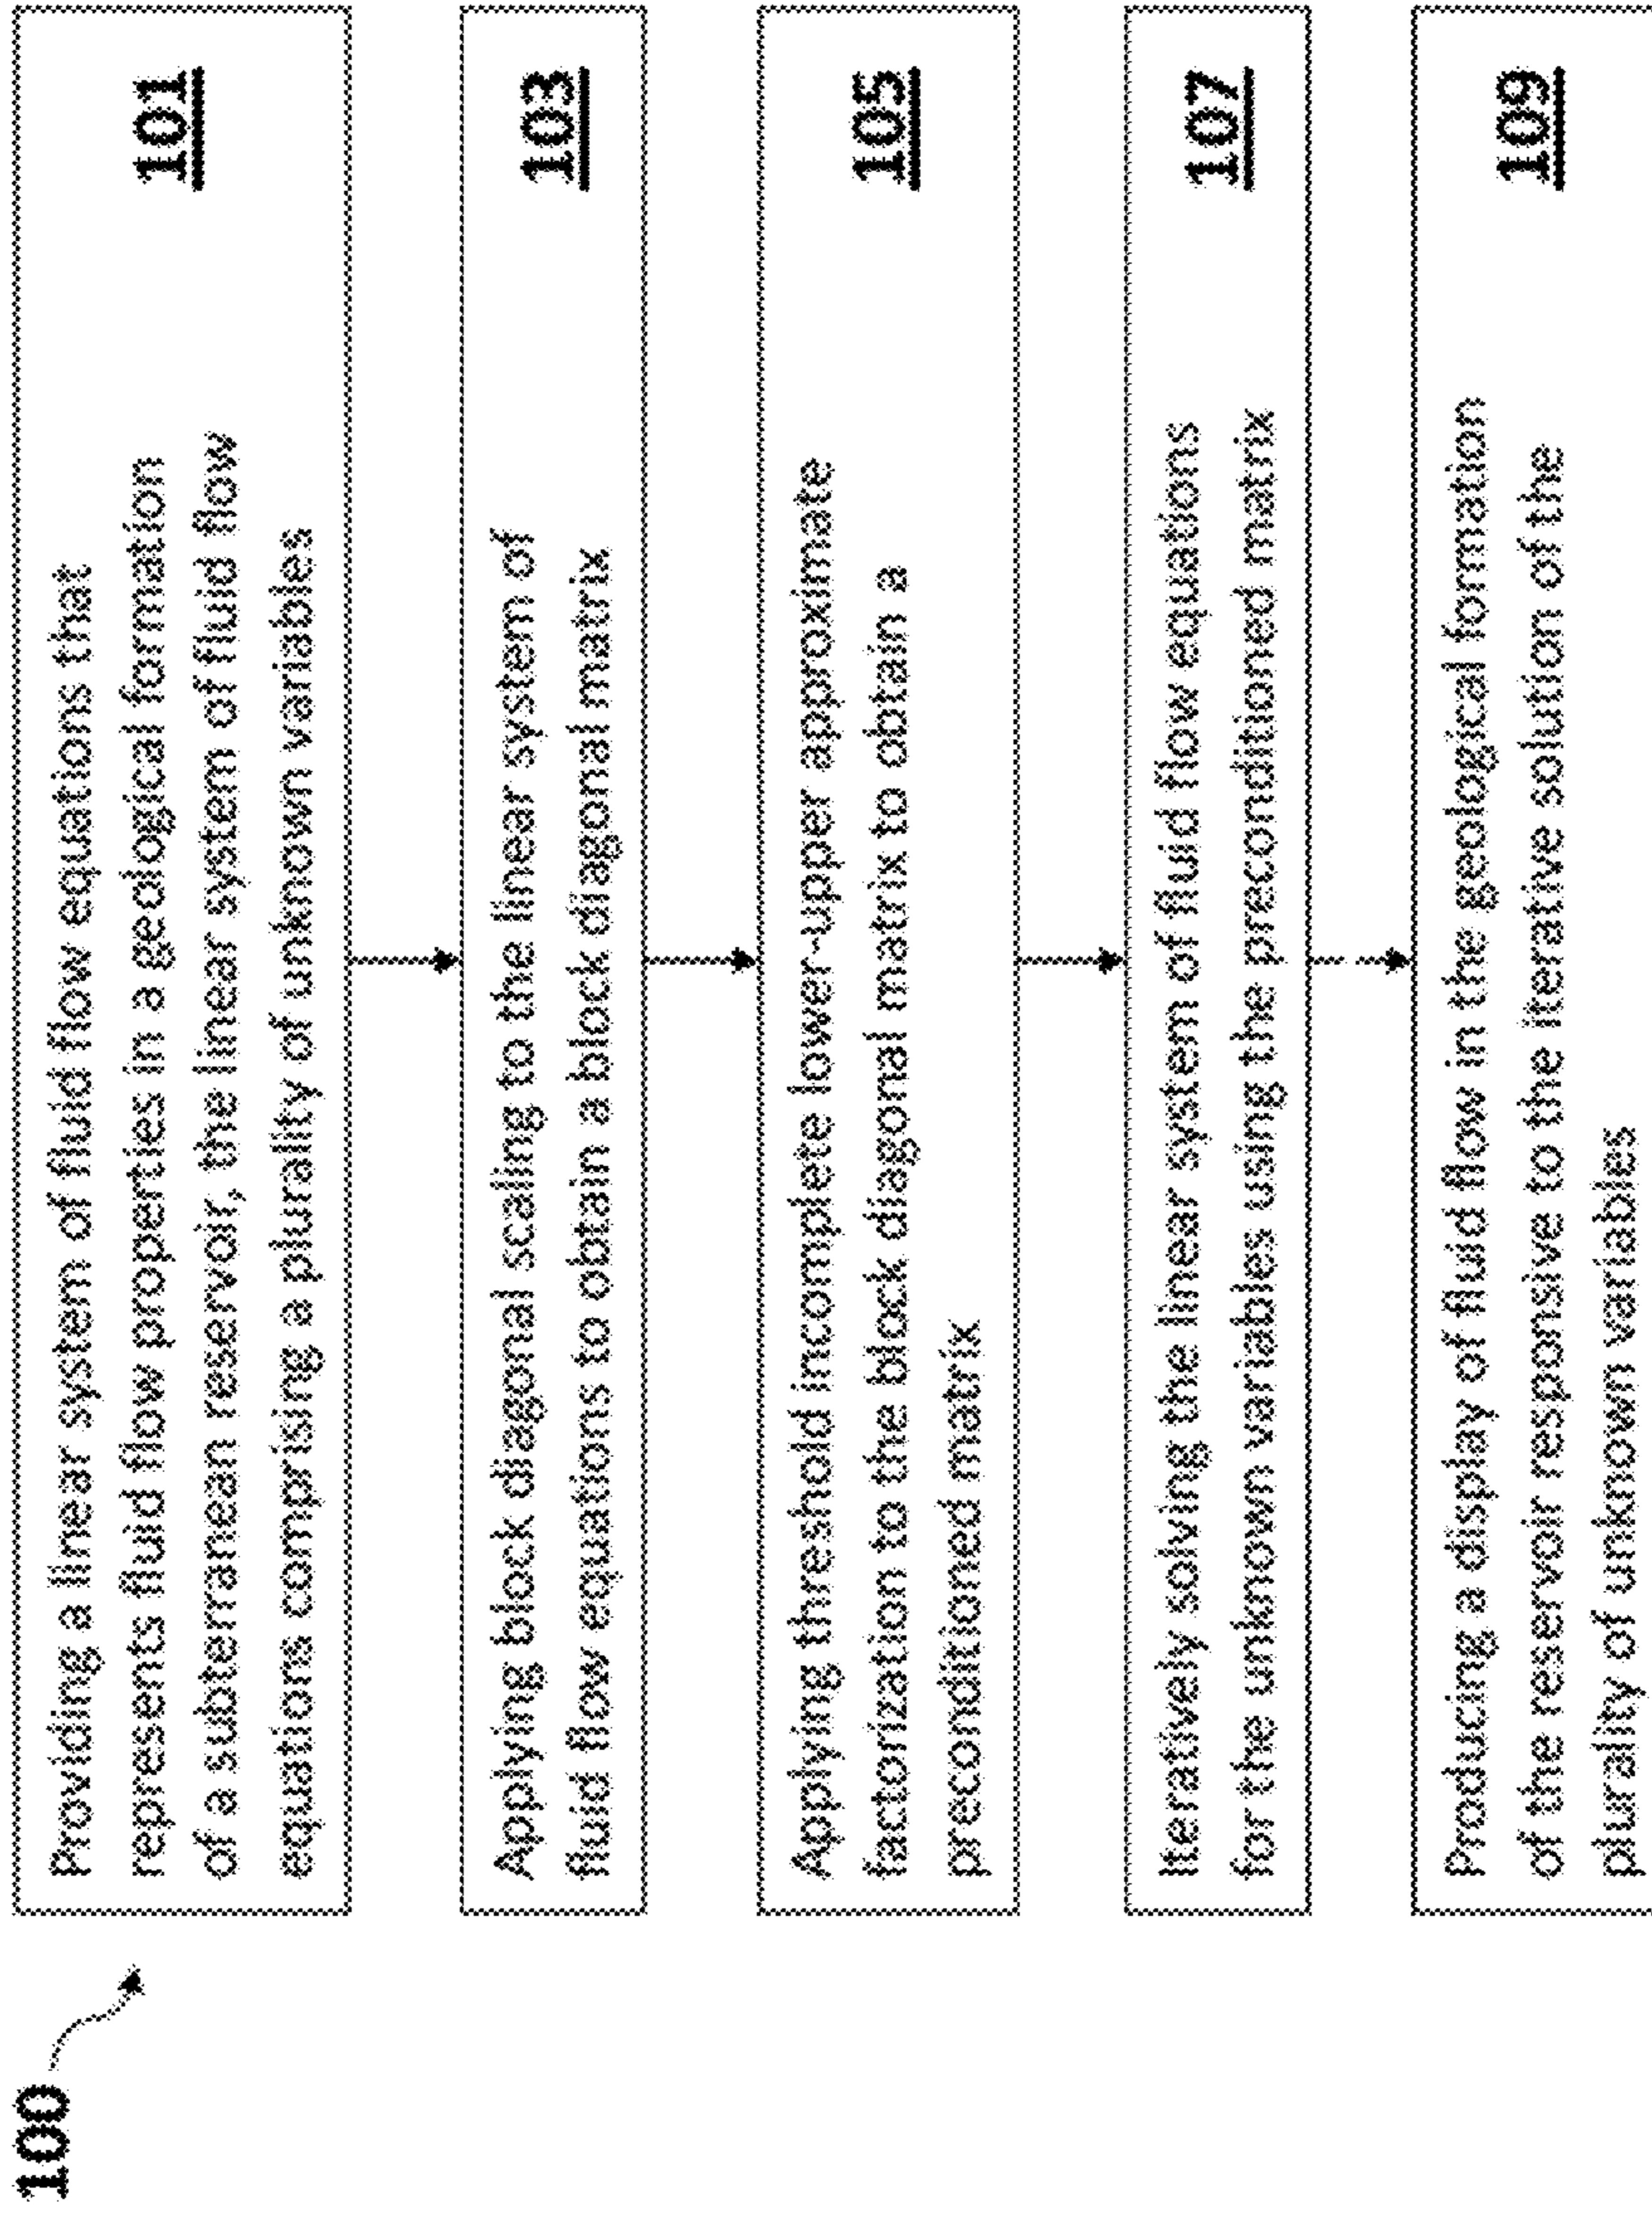 100
Providing a linear system of fluid flow equations that
represents fluid flow properties in a geological formation
of a subterranean reservoir, the linear system of fluid flow
equations comprising a plurality of unknown variables
101
Applying block diagonal scaling to the linear system of
fluid flow equations to obtain a block diagonal matrix
103
Applying threshold incomplete lower-upper approximate
factorization to the block diagonal matrix to obtain a
preconditioned matrix
105
Iteratively solving the linear system of fluid flow equations
for the unknown variables using the preconditioned matrix
107
Producing a display of fluid flow in the geological formation
of the reservoir responsive to the iterative solution of the
plurality of unknown variables
109